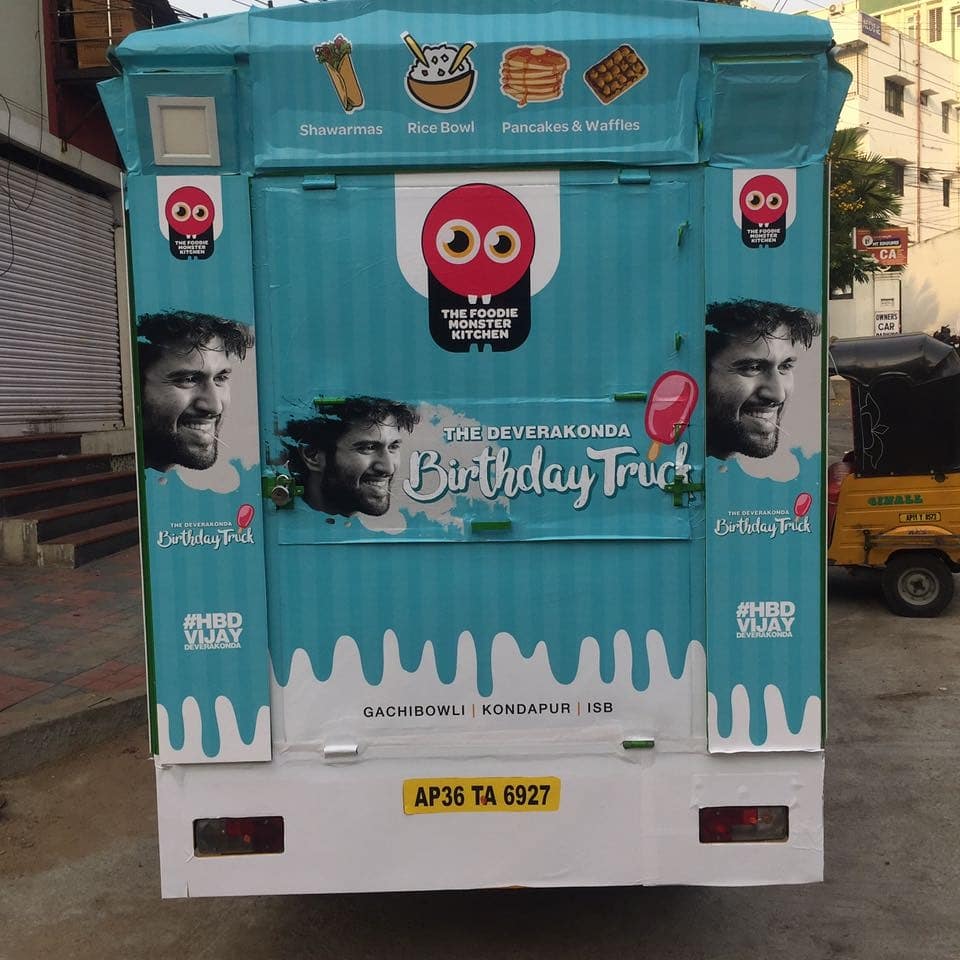 Shawarmas
Rice Bowl
Pancakes & Waffles
THE FOODIE
MONSTER
KITCHEN
THE FOODIE
MONSTER
KITCHEN
THE FOODIE
MONSTER
KITCHEN
THE DEVERAKONDA
Birthday Truck
THE DEVERAKONDA
Birthday Truck
THE DEVERAKONDA
Birthday Truck
#HBD
VIJAY
DEVERAKONDA
#HBD
VIJAY
DEVERAKONDA
GACHIBOWLI | KONDAPUR | ISB
AP36 TA 6927
CA
OWNER'S
CAR